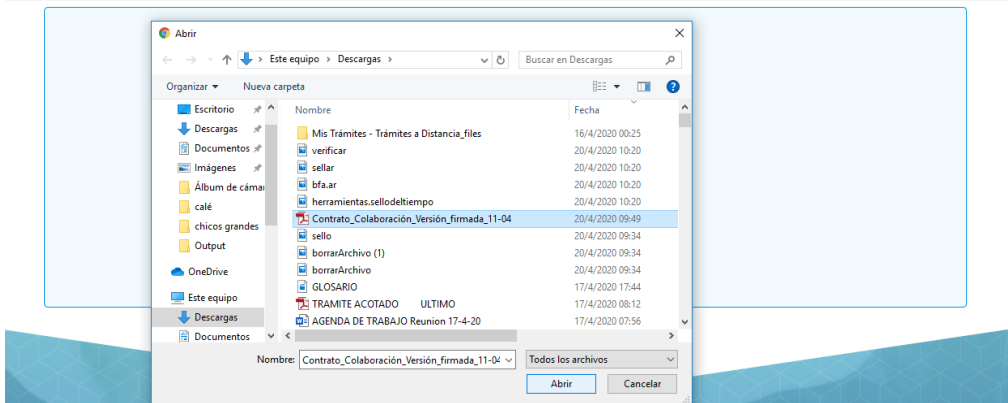 Abrir
Este equipo > Descargas >
Buscar en Descargas
Organizar Nueva carpeta
Escritorio
Descargas
Documentos
Imágenes
Álbum de cámar
calé
chicos grandes
Output
OneDrive
Este equipo
Descargas
Documentos
Nombre Fecha
Mis Trámites - Trámites a Distancia_files 16/4/2020 00:25
verificar 20/4/2020 10:20
sellar 20/4/2020 10:20
bfa.ar 20/4/2020 10:20
herramientas.sellodeltiempo 20/4/2020 10:20
Contrato_Colaboración_Versión_firmada_11-04 20/4/2020 09:49
sello 20/4/2020 09:34
borrarArchivo (1) 20/4/2020 09:34
borrarArchivo 20/4/2020 09:34
GLOSARIO 17/4/2020 17:44
TRAMITE ACOTADO ULTIMO 17/4/2020 08:12
AGENDA DE TRABAJO Reunion 17-4-20 17/4/2020 07:56
Nombre: Contrato_Colaboración_Versión_firmada_11-04 Todos los archivos
Abrir Cancelar